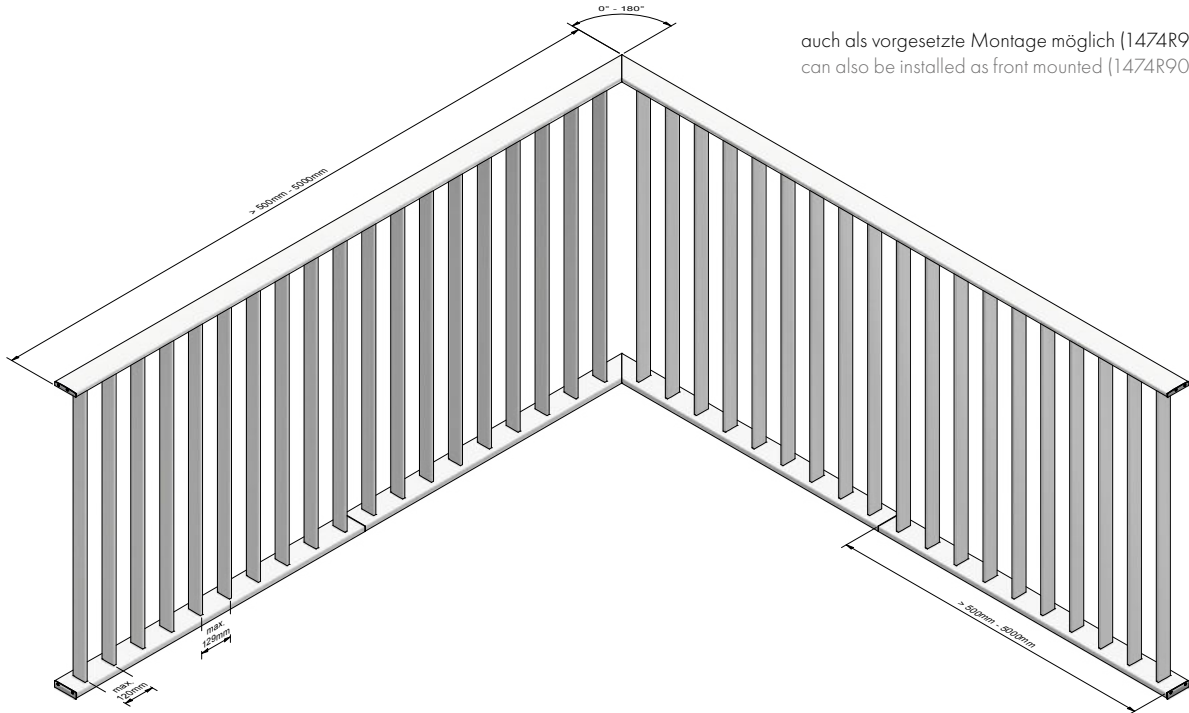 0° - 180°
auch als vorgesetzte Montage möglich (1474R9
can also be installed as front mounted (1474R90
> 500mm - 5000mm
max.
129mm
max.
120mm
> 500mm - 5000mm